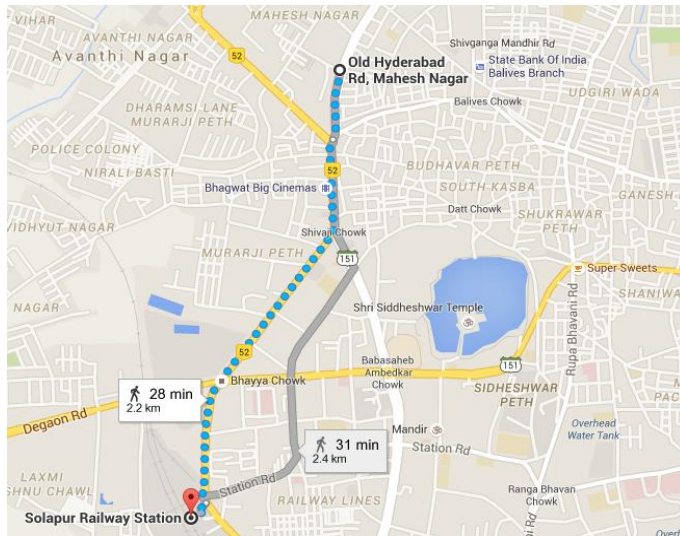 VIHAR
MAHESH NAGAR
AVANTHI NAGAR
PART 1
Avanthi Nagar
52
Old Hyderabad
Rd, Mahesh Nagar
Shivganga Mandhir Rd
State Bank Of India
Balives Branch
UDGIRI WADA
Balives Chowk
DHARAMSI LANE
MURARJI PETH
POLICE COLONY
NIRALI BASTI
52
Bhagwat Big Cinemas
BUDHAVAR PETH
SOUTH KASBA
GANESH
Datt Chowk
SHUKRAWAR
PETH
VIDHYUT NAGAR
Shivaji Chowk
MURARJI PETH
151
Super Sweets
SHANIWA
NAGAR
Shri Siddheshwar Temple
Rupa Bhavani Rd
52
Bhayya Chowk
Babasaheb
Ambedkar
Chowk
151
SIDHESHWAR
PETH
28 min
2.2 km
Degaon Rd
Mandir
31 min
2.4 km
Station Rd
Overhead
Water Tank
LAXMI
SHNU CHAWL
Station Rd
RAILWAY LINES
Ranga Bhavan
Chowk
Solapur Railway Station